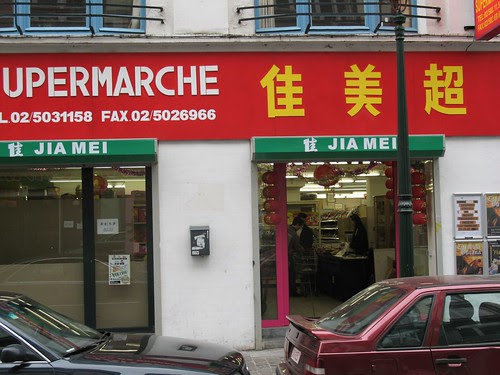 UPERMARCHE
L 02/5031158 FAX.02/5026966
佳美超
佳 JIA MEI
佳 JIA MEI